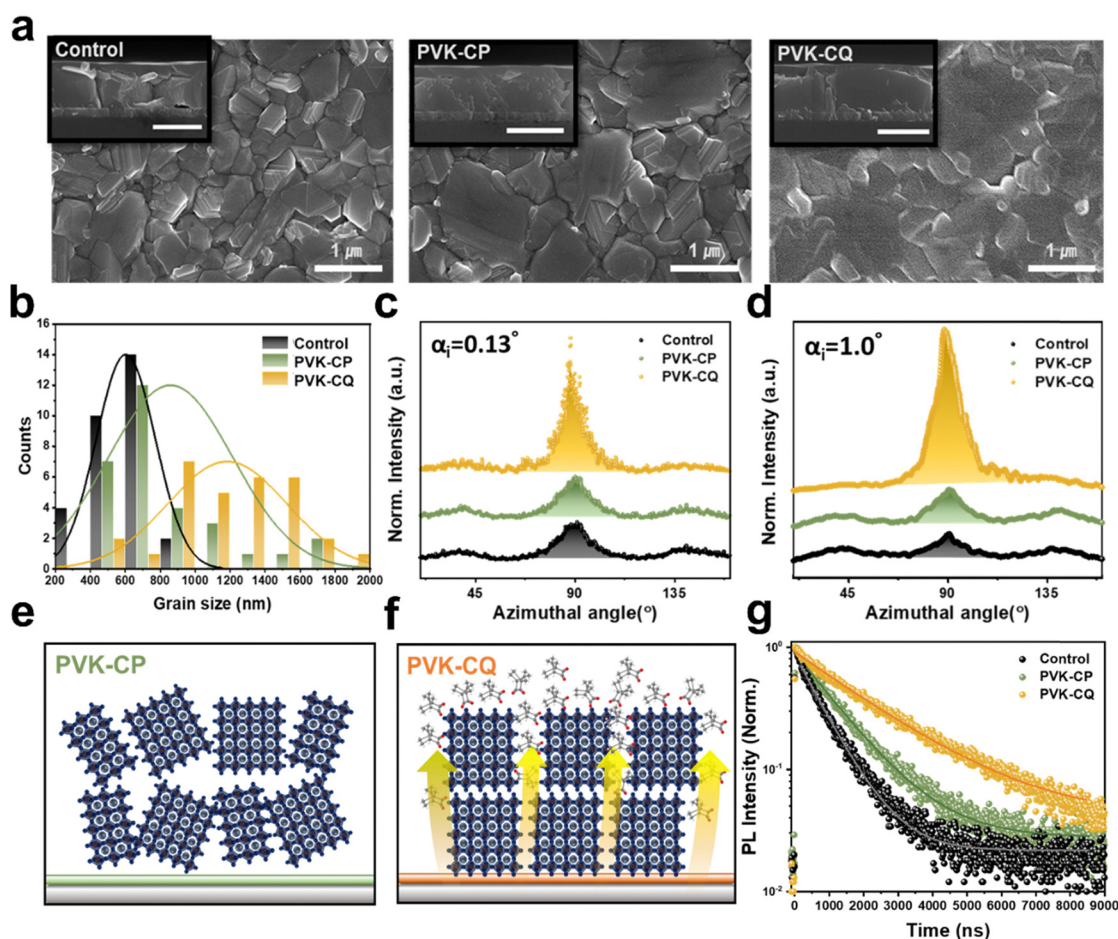 a
Control
1 ㎛
PVK-CP
1 ㎛
PVK-CQ
1 ㎛
b
Counts
16
14
12
10
8
6
4
2
0
200 400 600 800 1000 1200 1400 1600 1800 2000
Grain size (nm)
Control
PVK-CP
PVK-CQ
c
αi=0.13°
Control
PVK-CP
PVK-CQ
Norm. Intensity (a.u.)
45 90 135
Azimuthal angle(°)
d
αi=1.0°
Control
PVK-CP
PVK-CQ
Norm. Intensity (a.u.)
45 90 135
Azimuthal angle(°)
e
PVK-CP
f
PVK-CQ
g
PL Intensity (Norm.)
10⁰
10⁻¹
10⁻²
Control
PVK-CP
PVK-CQ
0 1000 2000 3000 4000 5000 6000 7000 8000 9000
Time (ns)